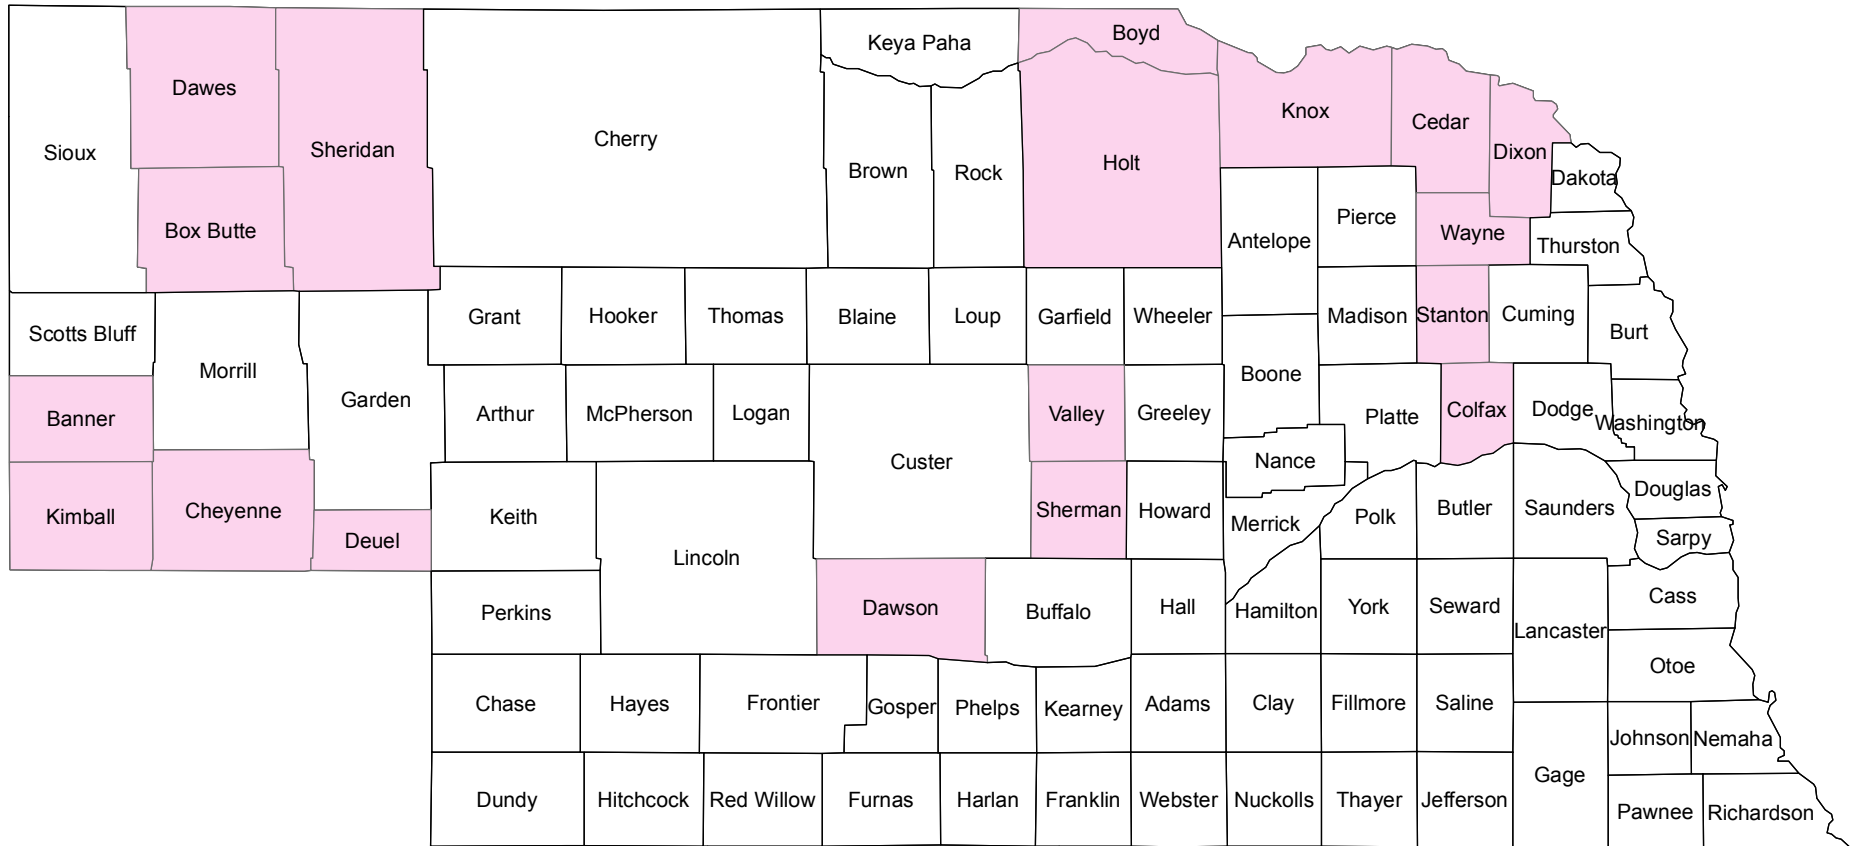 Boyd
Keya Paha
Dawes
Knox
Cedar
Cherry
Sheridan
Sioux
Dixon
Holt
Brown
Rock
Dakota
Pierce
Box Butte
Wayne
Antelope
Thurston
Grant
Hooker
Thomas
Blaine
Loup
Garfield
Wheeler
Madison
Stanton
Cuming
Scotts Bluff
Burt
Morrill
Boone
Garden
Arthur
McPherson
Logan
Valley
Greeley
Platte
Colfax
Dodge
Banner
Washington
Custer
Nance
Douglas
Kimball
Cheyenne
Keith
Sherman
Howard
Merrick
Polk
Butler
Saunders
Deuel
Sarpy
Lincoln
Perkins
Dawson
Buffalo
Hall
Hamilton
York
Seward
Cass
Lancaster
Otoe
Chase
Hayes
Frontier
Gosper
Phelps
Kearney
Adams
Clay
Fillmore
Saline
Johnson
Nemaha
Gage
Dundy
Hitchcock
Red Willow
Furnas
Harlan
Franklin
Webster
Nuckolls
Thayer
Jefferson
Pawnee
Richardson